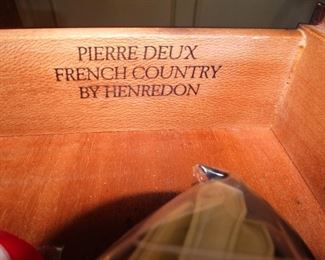 PIERRE DEUX
FRENCH COUNTRY
BY HENREDON